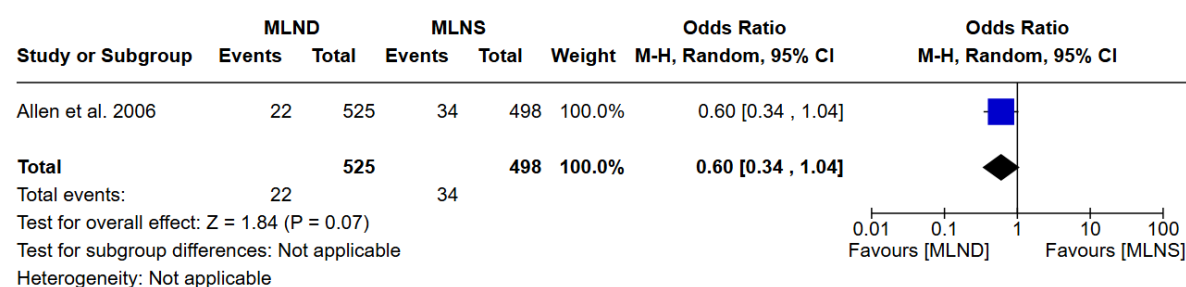 MLND MLNS Odds Ratio Odds Ratio
Study or Subgroup Events Total Events Total Weight M-H, Random, 95% CI M-H, Random, 95% CI
Allen et al. 2006 22 525 34 498 100.0% 0.60 [0.34 , 1.04]
Total 525 498 100.0% 0.60 [0.34 , 1.04]
Total events: 22 34
Test for overall effect: Z = 1.84 (P = 0.07)
0.01 0.1 1 10 100
Test for subgroup differences: Not applicable
Favours [MLND] Favours [MLNS]
Heterogeneity: Not applicable